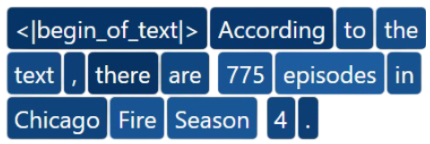 <|begin_of_text|> According to the
text , there are 775 episodes in
Chicago Fire Season 4 .